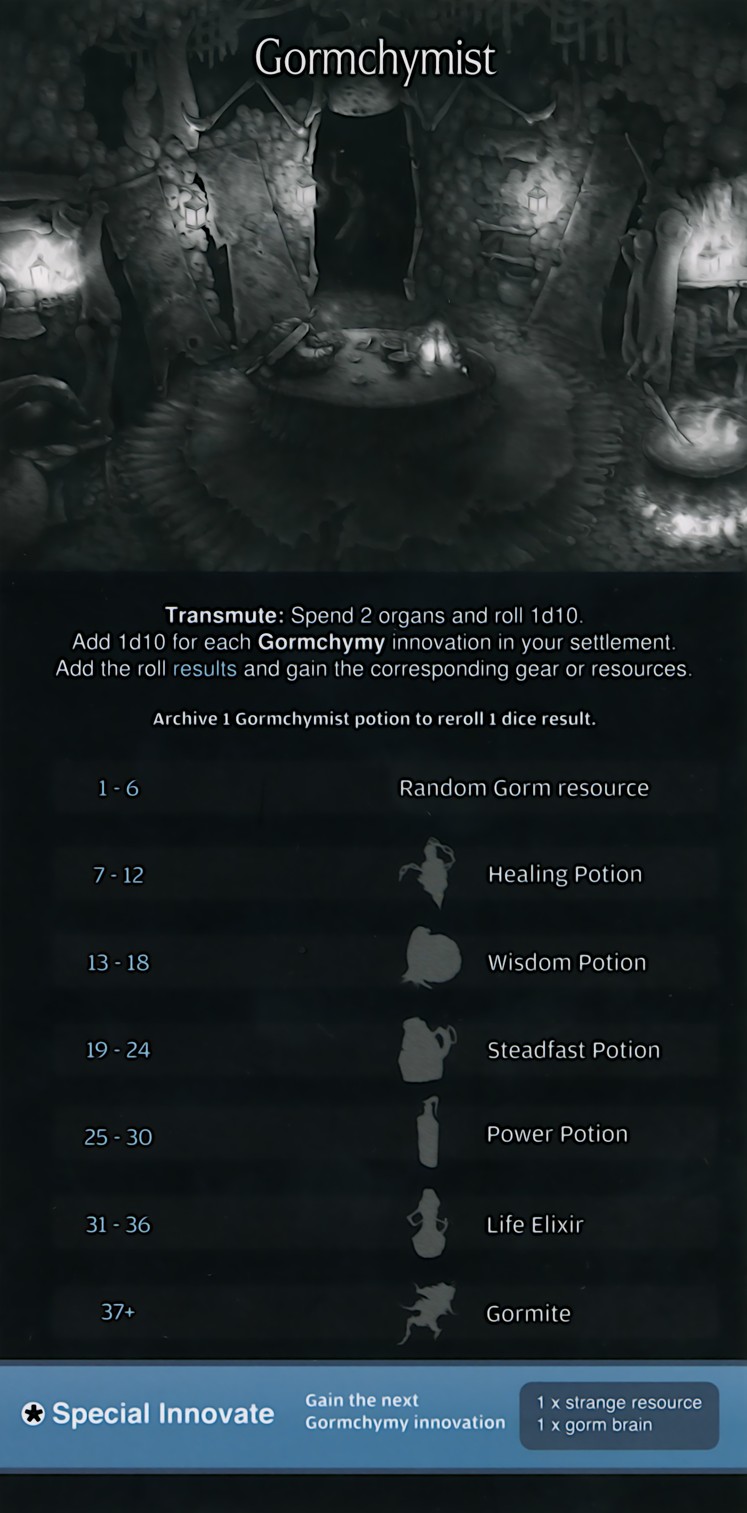 Gormchymist
Transmute: Spend 2 organs and roll 1d10.
Add 1d10 for each Gormchymy innovation in your settlement.
Add the roll results and gain the corresponding gear or resources.
Archive 1 Gormchymist potion to reroll 1 dice result.
1 - 6 Random Gorm resource
7 - 12 Healing Potion
13 - 18 Wisdom Potion
19 - 24 Steadfast Potion
25 - 30 Power Potion
31 - 36 Life Elixir
37+ Gormite
Special Innovate
Gain the next
Gormchymy innovation
1 x strange resource
1 x gorm brain